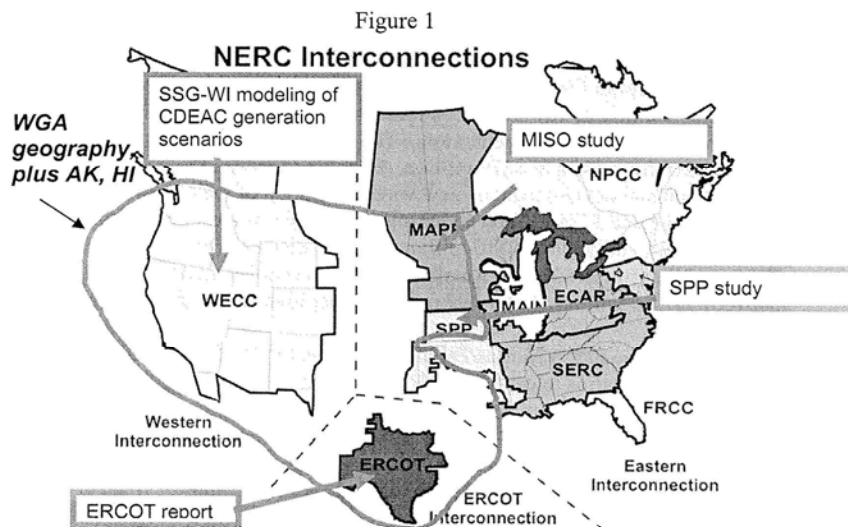 Figure 1
NERC Interconnections
SSG-WI modeling of
CDEAC generation
scenarios
WGA
geography,
plus AK, HI
MISO study
NPCC
MAPP
WECC
MAIN
ECAR
SPP study
SPP
SERC
FRCC
Western
Interconnection
ERCOT
Eastern
Interconnection
ERCOT
Interconnection
ERCOT report